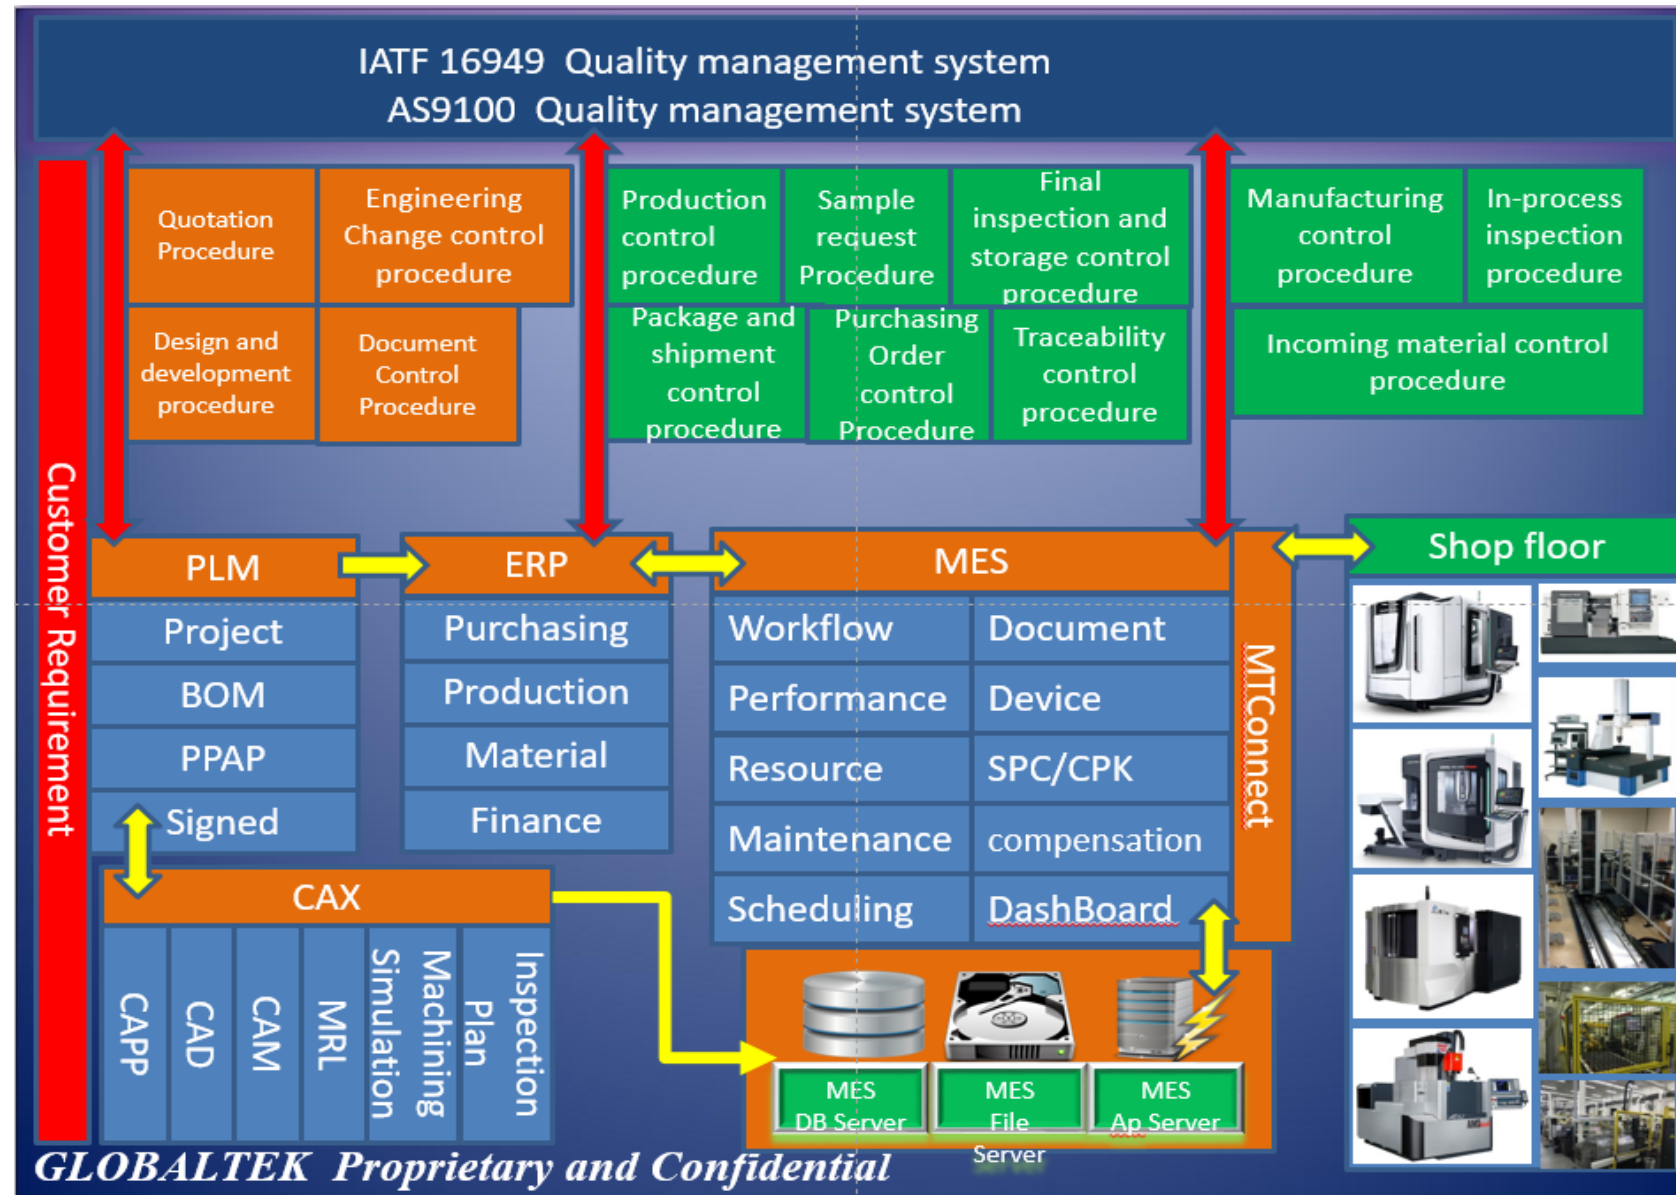 IATF 16949 Quality management system
AS9100 Quality management system
Customer Requirement
Quotation
Procedure
Engineering
Change control
procedure
Design and
development
procedure
Document
Control
Procedure
Production
control
procedure
Sample
request
Procedure
Final
inspection and
storage control
procedure
Package and
shipment
control
procedure
Purchasing
Order
control
Procedure
Traceability
control
procedure
Manufacturing
control
procedure
In-process
inspection
procedure
Incoming material control
procedure
PLM
Project
BOM
PPAP
Signed
ERP
Purchasing
Production
Material
Finance
MES
Workflow
Document
Performance
Device
Resource
SPC/CPK
Maintenance
compensation
Scheduling
DashBoard
MTConnect
Shop floor
CAX
CAPP
CAD
CAM
MRL
Machining
Simulation
Inspection
Plan
MES
DB Server
MES
File
Server
MES
Ap Server
GLOBALTEK Proprietary and Confidential